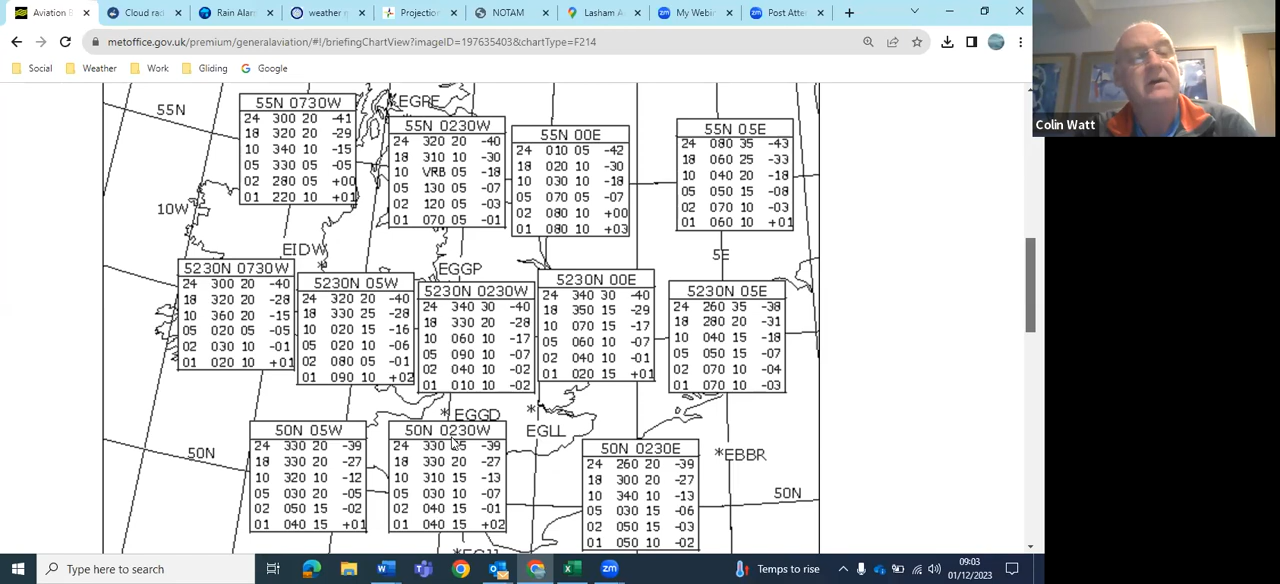 Aviation B
Cloud rad
Rain Alarm
weather
Projection
NOTAM
Lasham A
My Webin
Post Atte
metoffice.gov.uk/premium/generalaviation/#!/briefingChartView?imageID=197635403&chartType=F214
Social
Weather
Work
Gliding
Google
Colin Watt
55N
EGPF
10W
EIDW
EGGP
5E
*EGGD
*
EGLL
*EBBR
50N
50N
55N 0730W
24 300 20 -41
18 320 20 -29
10 340 10 -15
05 330 05 -05
02 280 05 +00
01 220 10 +01
55N 0230W
24 320 20 -40
18 310 10 -30
10 VRB 05 -18
05 130 05 -07
02 120 05 -03
01 070 05 -01
55N 00E
24 010 05 -42
18 020 10 -30
10 030 10 -18
05 070 05 -07
02 080 10 +00
01 080 10 +03
55N 05E
24 080 35 -43
18 060 25 -33
10 040 20 -18
05 050 15 -08
02 070 10 -03
01 060 10 +01
5230N 0730W
24 300 20 -40
18 320 20 -28
10 360 20 -15
05 020 05 -05
02 030 10 -01
01 020 10 +01
5230N 05W
24 320 20 -40
18 330 25 -28
10 020 15 -16
05 020 10 -06
02 080 05 -01
01 090 10 +02
5230N 0230W
24 340 30 -40
18 330 20 -28
10 060 10 -17
05 090 10 -07
02 040 10 -02
01 010 10 -02
5230N 00E
24 340 30 -40
18 350 15 -29
10 070 15 -17
05 060 10 -07
02 040 10 -01
01 020 15 +01
5230N 05E
24 260 35 -38
18 280 20 -31
10 040 15 -18
05 050 15 -07
02 070 10 -04
01 070 10 -03
50N 05W
24 330 20 -39
18 330 20 -27
10 320 10 -12
05 030 20 -05
02 050 15 -02
01 040 15 +01
50N 0230W
24 330 -39
18 330 20 -27
10 310 15 -13
05 030 10 -07
02 040 15 -01
01 040 15 +02
50N 0230E
24 260 20 -39
18 300 20 -27
10 340 10 -13
05 030 15 -06
02 050 15 -03
01 050 10 -02
Type here to search
Temps to rise
09:03
01/12/2023